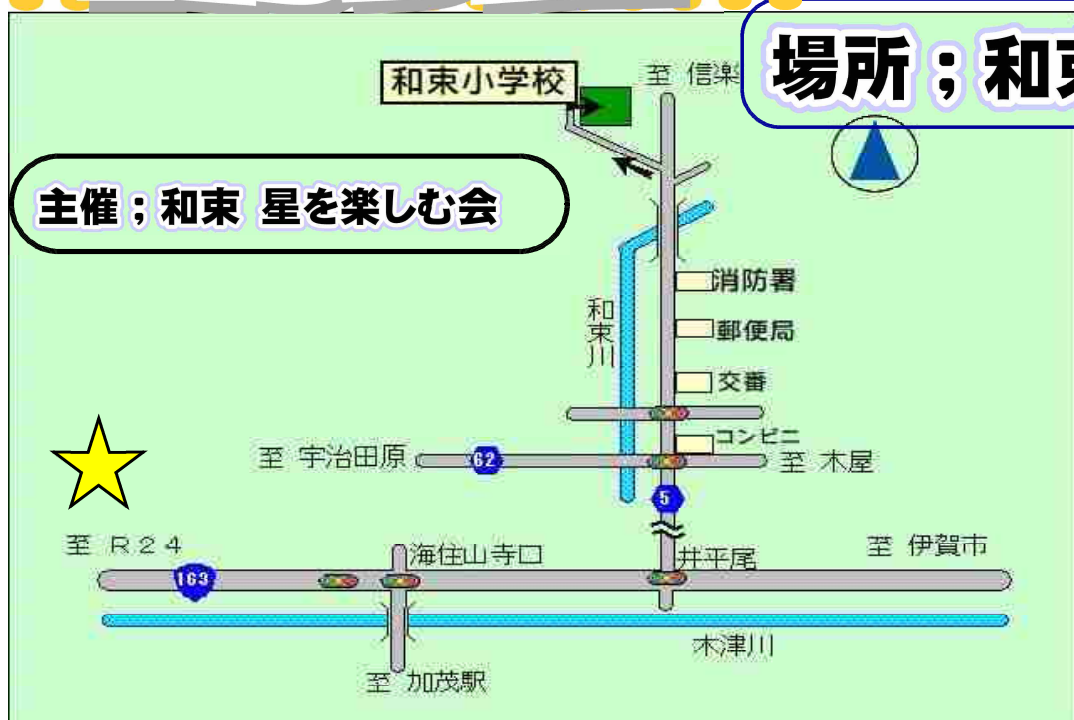 場所；和束
至 信楽
和束小学校
主催；和束 星を楽しむ会
消防署
和束川
郵便局
交番
コンビニ
至 宇治田原
62
至 木屋
5
至 R24
海住山寺口
井平尾
至 伊賀市
163
木津川
至 加茂駅